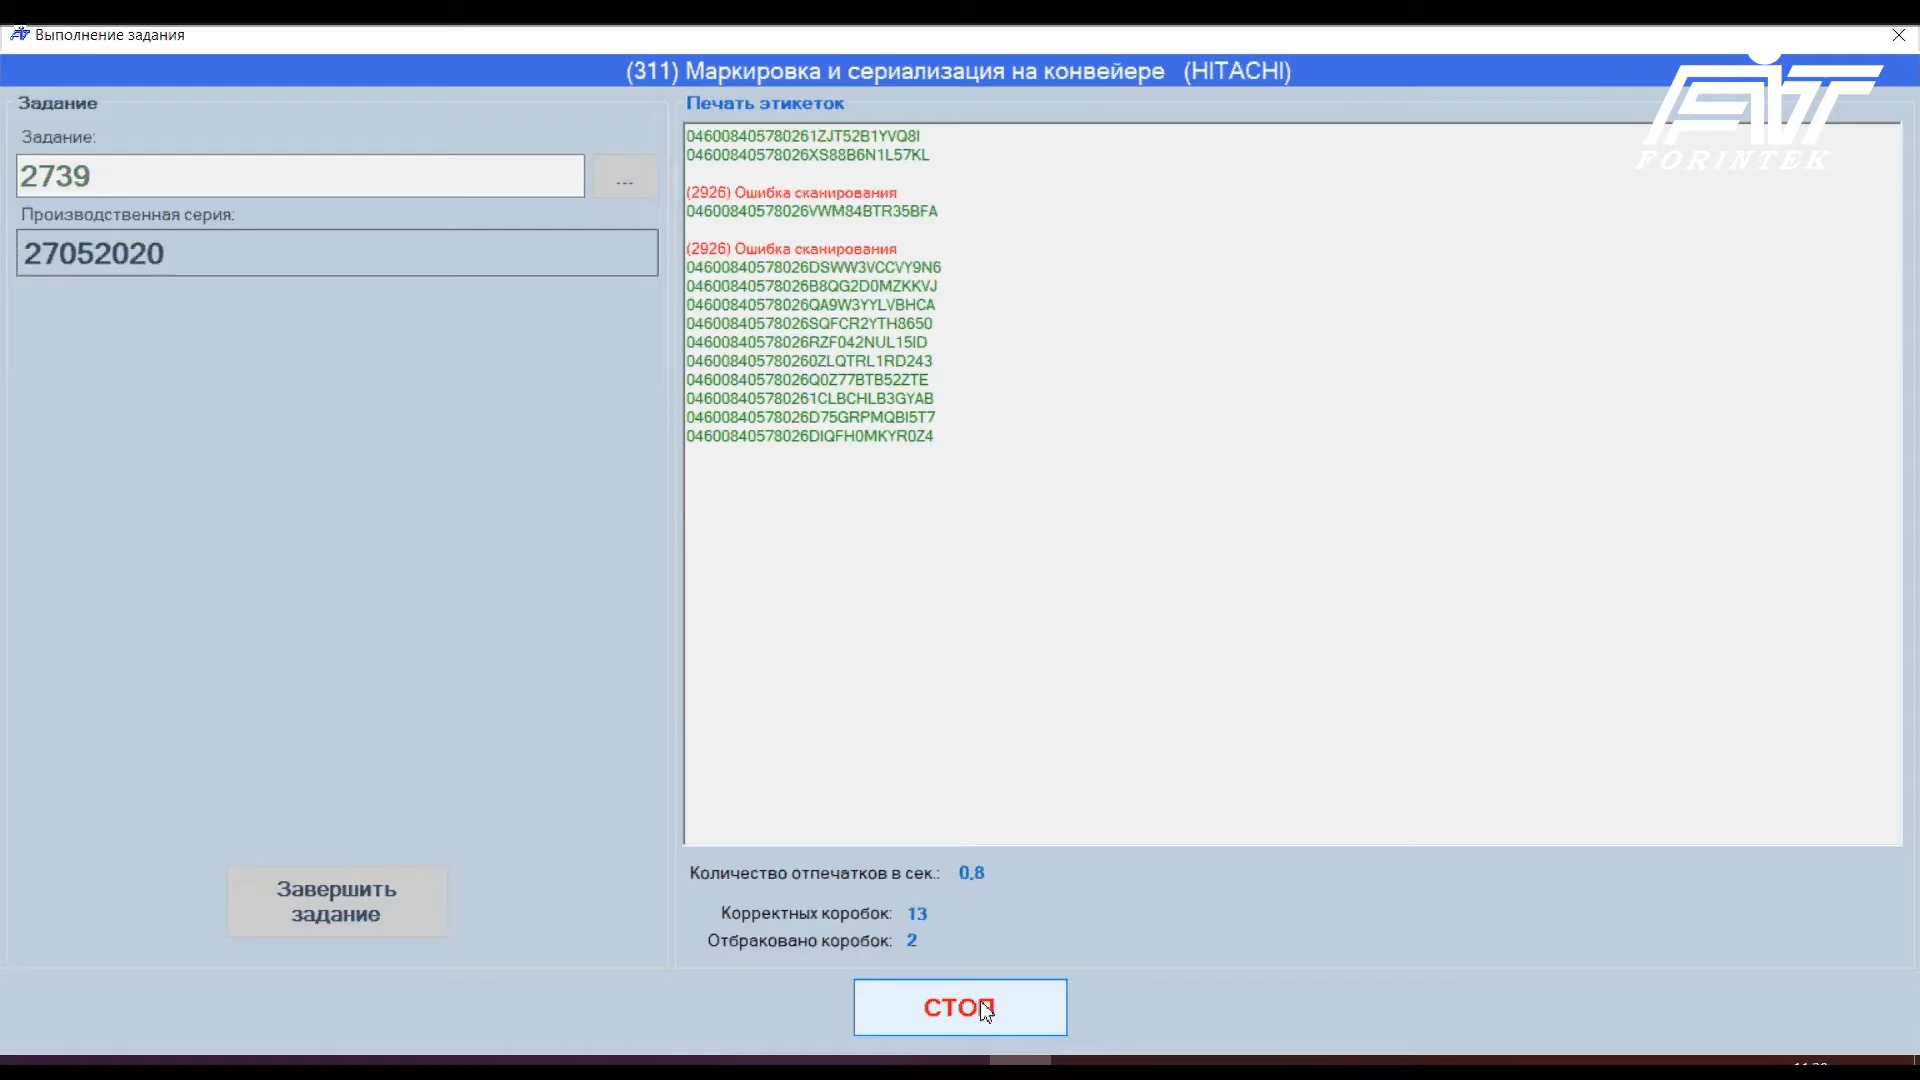 Выполнение задания
(311) Маркировка и сериализация на конвейере (HITACHI)
FORINTEK
Задание
Задание:
2739
...
Производственная серия:
27052020
Завершить
задание
Печать этикеток
046008405780261ZJT52B1YVQ8I
04600840578026XS88B6N1L57KL
(2926) Ошибка сканирования
04600840578026VWM84BTR35BFA
(2926) Ошибка сканирования
04600840578026DSWW3VCCVY9N6
04600840578026B8QG2D0MZKKVJ
04600840578026QA9W3YYLVBHCA
04600840578026SQFCR2YTH8650
04600840578026RZF042NUL15ID
046008405780260ZLQTRL1RD243
04600840578026Q0Z77BTB52ZTE
046008405780261CLBCHLB3GYAB
04600840578026D75GRPMQBI5T7
04600840578026DIQFH0MKYR0Z4
Количество отпечатков в сек.: 0,8
Корректных коробок: 13
Отбраковано коробок: 2
СТОП